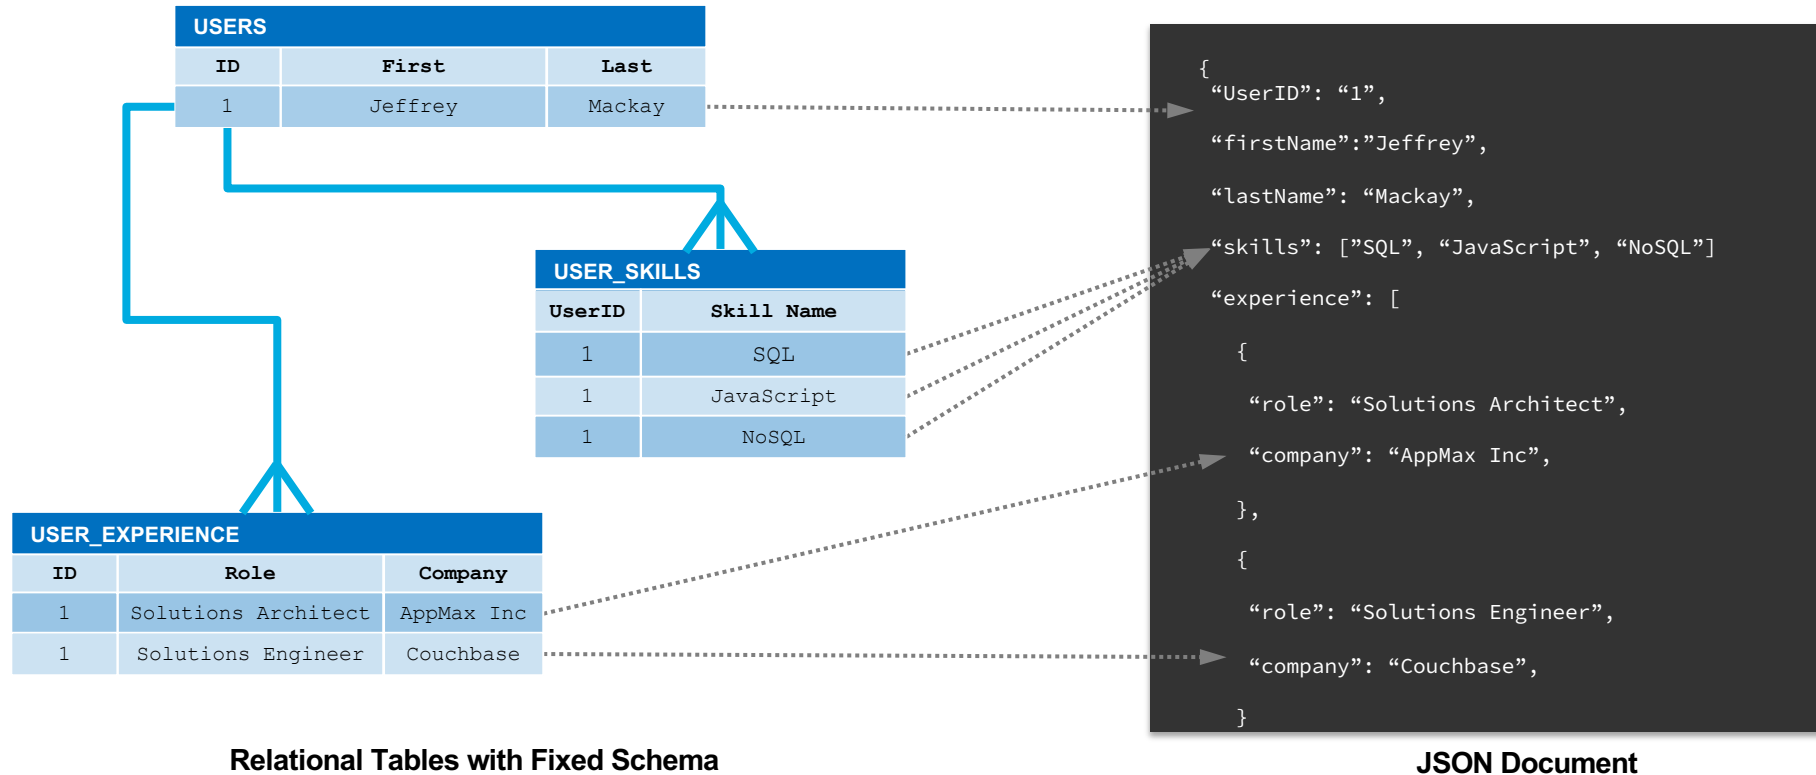 USERS
ID First Last
1 Jeffrey Mackay
USER_SKILLS
UserID Skill Name
1 SQL
1 JavaScript
1 NoSQL
USER_EXPERIENCE
ID Role Company
1 Solutions Architect AppMax Inc
1 Solutions Engineer Couchbase
Relational Tables with Fixed Schema
{
“UserID”: “1”,
“firstName”:”Jeffrey”,
“lastName”: “Mackay”,
“skills”: [”SQL”, “JavaScript”, “NoSQL”]
“experience”: [
{
“role”: “Solutions Architect”,
“company”: “AppMax Inc”,
},
{
“role”: “Solutions Engineer”,
“company”: “Couchbase”,
}
JSON Document